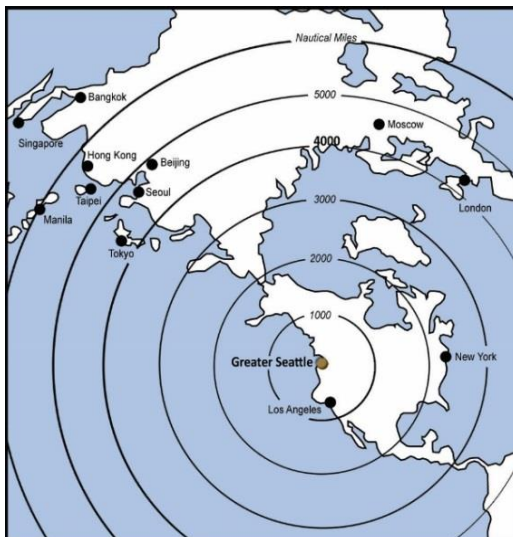 Nautical Miles
5000
Bangkok
Moscow
Singapore
4000
Hong Kong
Beijing
Taipei
Seoul
3000
London
Manila
Tokyo
2000
1000
New York
Greater Seattle
Los Angeles